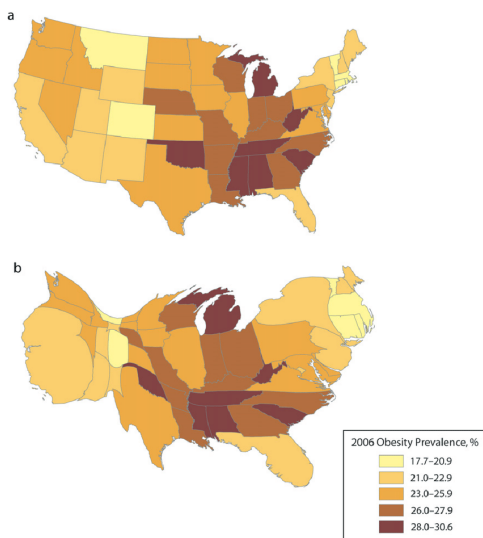 a
b
2006 Obesity Prevalence, %
17.7–20.9
21.0–22.9
23.0–25.9
26.0–27.9
28.0–30.6